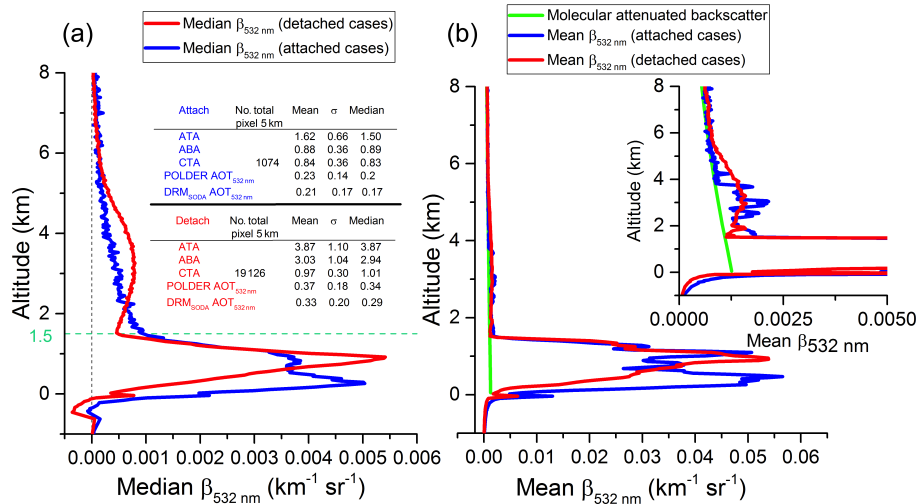 (a)
Median β532 nm (detached cases)
Median β532 nm (attached cases)
Attach No. total pixel 5 km Mean σ Median
ATA 1.62 0.66 1.50
ABA 0.88 0.36 0.89
CTA 1074 0.84 0.36 0.83
POLDER AOT532 nm 0.23 0.14 0.2
DRMSODA AOT532 nm 0.21 0.17 0.17
Detach No. total pixel 5 km Mean σ Median
ATA 3.87 1.10 3.87
ABA 3.03 1.04 2.94
CTA 19126 0.97 0.30 1.01
POLDER AOT532 nm 0.37 0.18 0.34
DRMSODA AOT532 nm 0.33 0.20 0.29
Altitude (km)
8
6
4
2
1.5
0
0.000 0.001 0.002 0.003 0.004 0.005 0.006
Median β532 nm (km-1 sr-1)
(b)
Molecular attenuated backscatter
Mean β532 nm (attached cases)
Mean β532 nm (detached cases)
Altitude (km)
8
6
4
2
0
0.00 0.01 0.02 0.03 0.04 0.05 0.06
Mean β532 nm (km-1 sr-1)
Altitude (km)
8
6
4
2
0
0.0000 0.0025 0.0050
Mean β532 nm